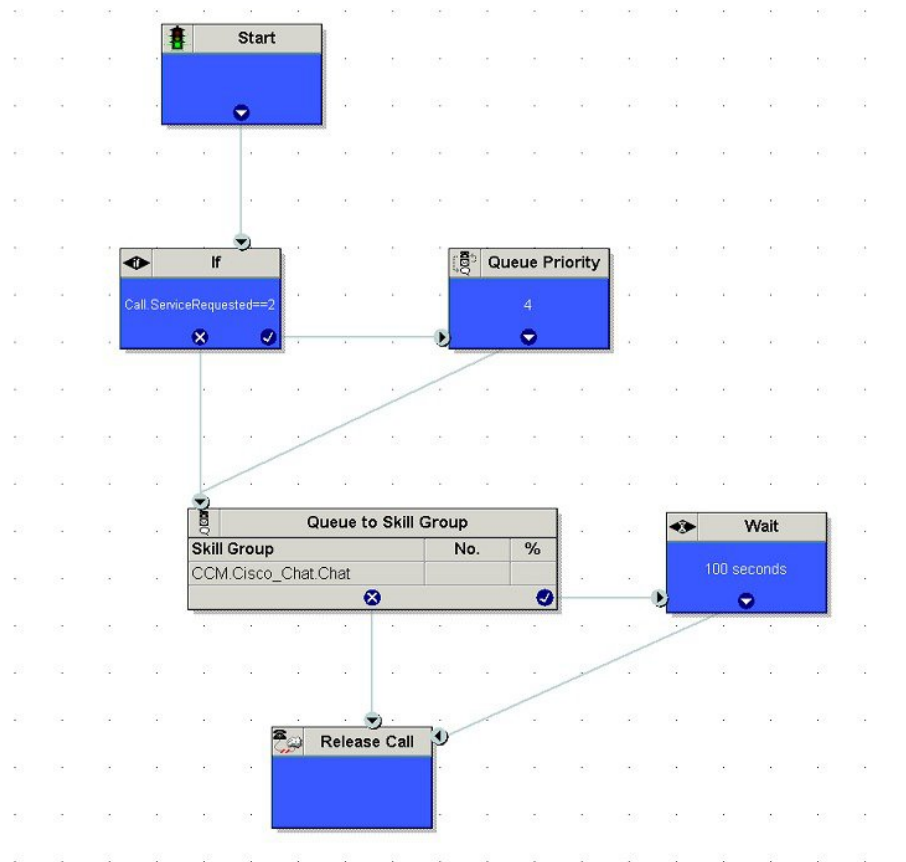 Start
If
Call.ServiceRequested==2
Queue Priority
4
Queue to Skill Group
Skill Group No. %
CCM.Cisco_Chat.Chat
Wait
100 seconds
Release Call